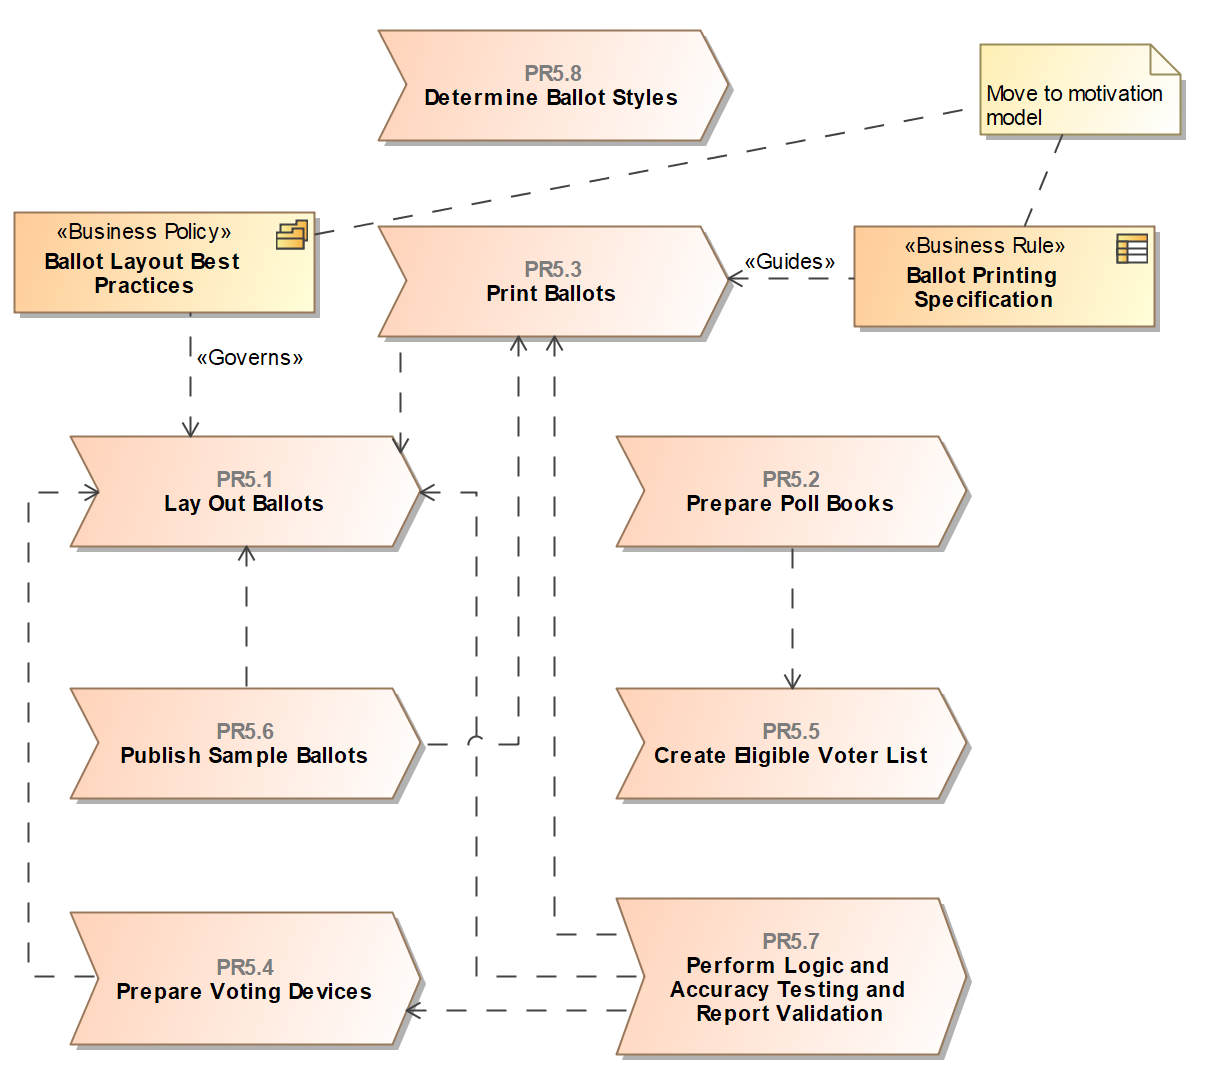 PR5.8
Determine Ballot Styles
Move to motivation
model
«Business Policy»
Ballot Layout Best
Practices
PR5.3
Print Ballots
«Guides»
«Business Rule»
Ballot Printing
Specification
«Governs»
PR5.1
Lay Out Ballots
PR5.2
Prepare Poll Books
PR5.6
Publish Sample Ballots
PR5.5
Create Eligible Voter List
PR5.4
Prepare Voting Devices
PR5.7
Perform Logic and
Accuracy Testing and
Report Validation